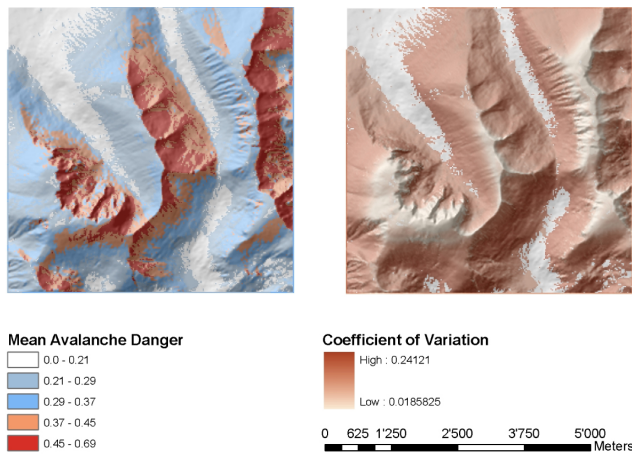 Mean Avalanche Danger
0.0 - 0.21
0.21 - 0.29
0.29 - 0.37
0.37 - 0.45
0.45 - 0.69
Coefficient of Variation
High : 0.24121
Low : 0.0185825
0 625 1'250 2'500 3'750 5'000
Meters